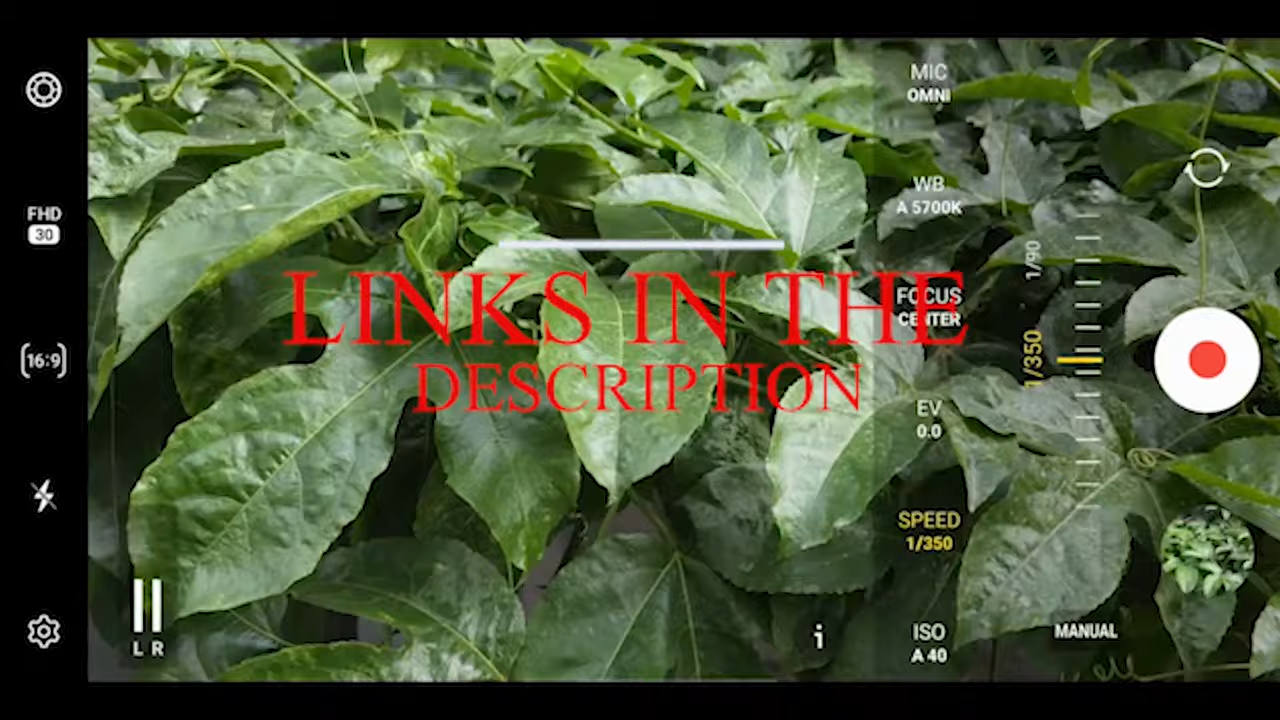 FHD
30
16:9
L R
LINKS IN THE
DESCRIPTION
MIC
OMNI
WB
A 5700K
FOCUS
CENTER
EV
0.0
SPEED
1/350
ISO
A 40
1/90
1/350
MANUAL
i